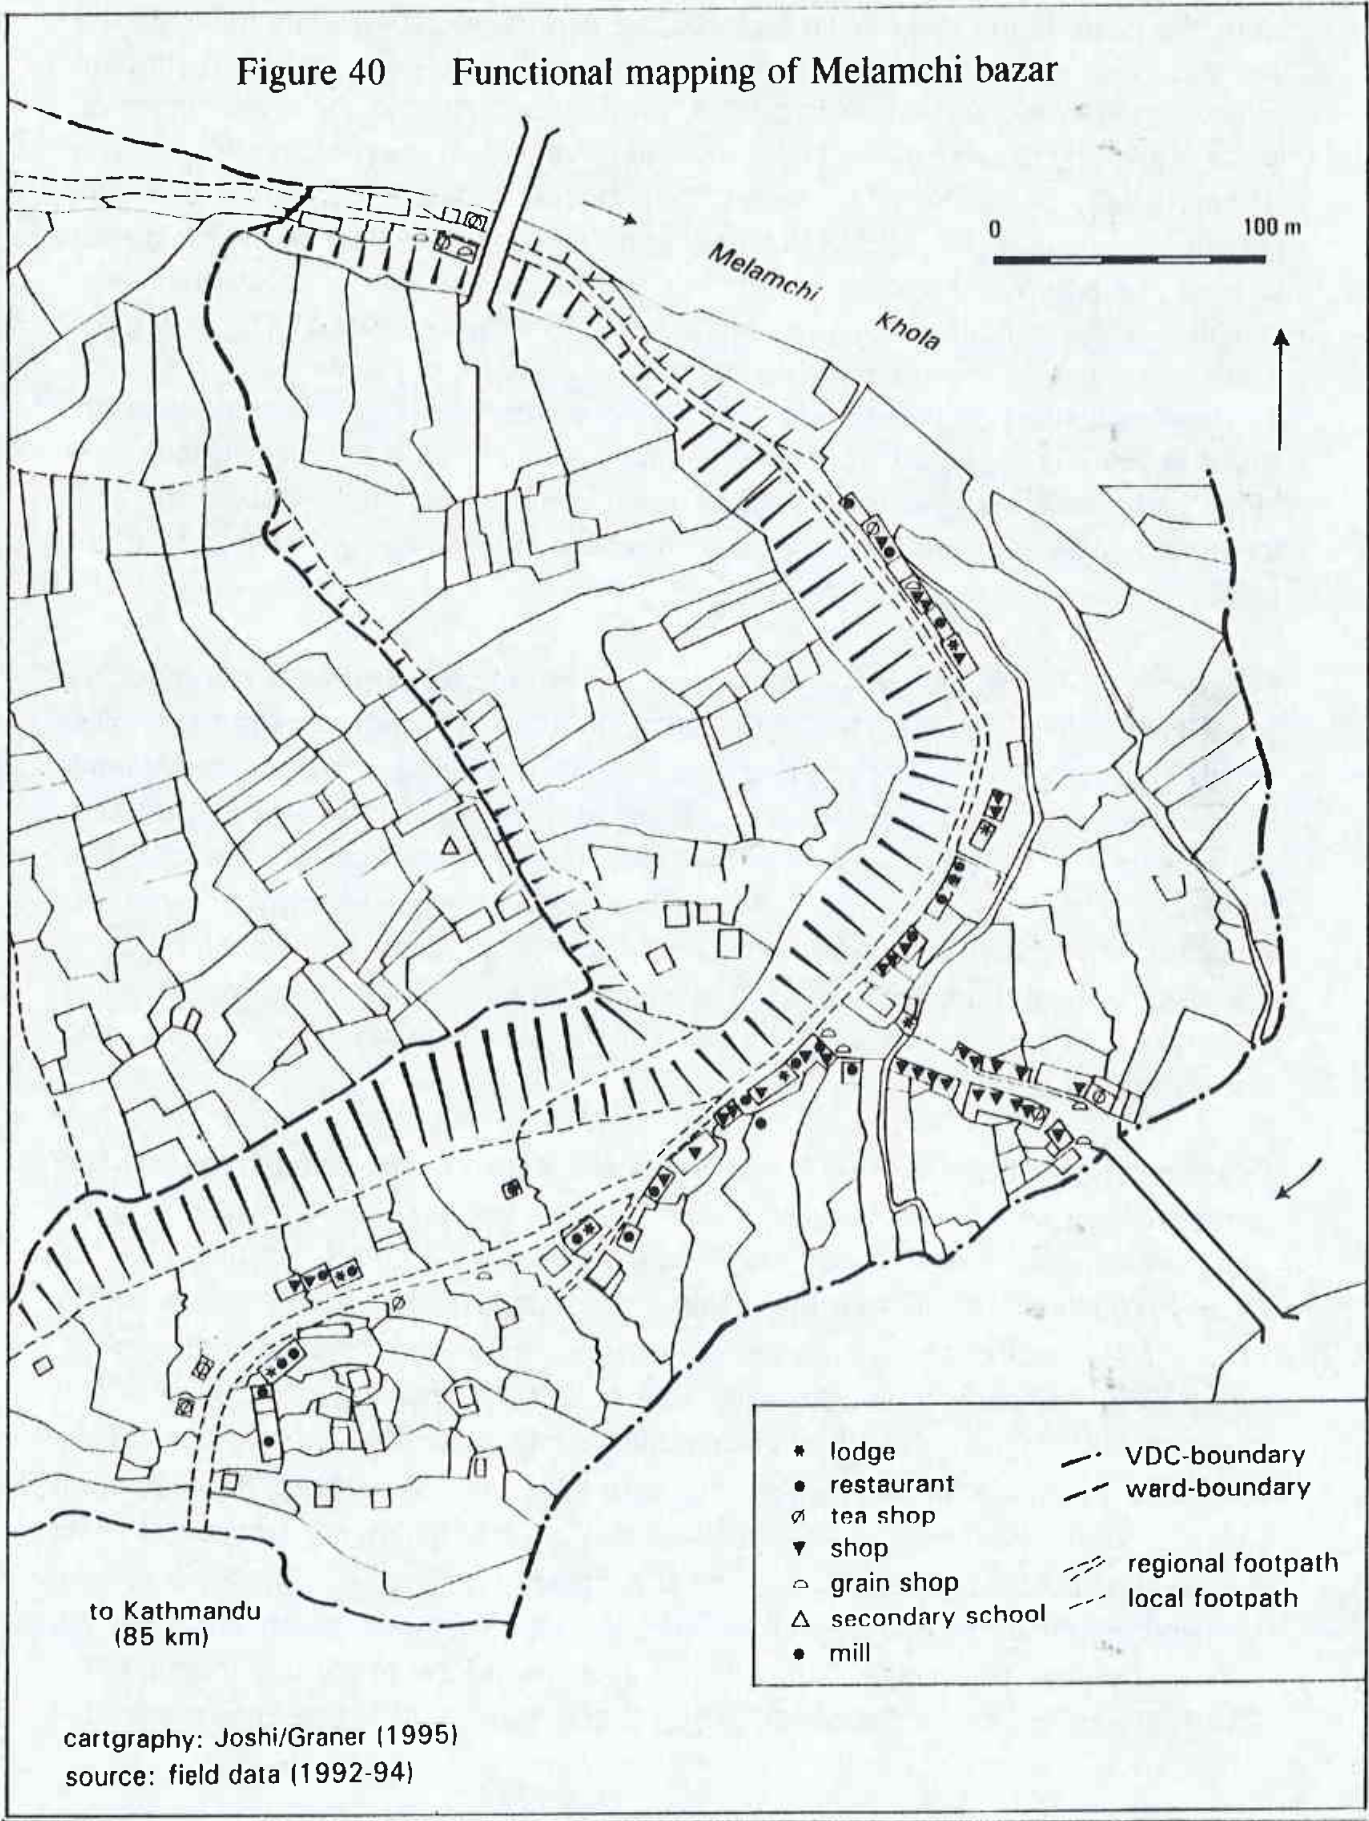 Figure 40 Functional mapping of Melamchi bazar
0 100 m
Melamchi
Khola
lodge
restaurant
tea shop
shop
grain shop
secondary school
mill
VDC-boundary
ward-boundary
regional footpath
local footpath
to Kathmandu
(85 km)
cartgraphy: Joshi/Graner (1995)
source: field data (1992-94)